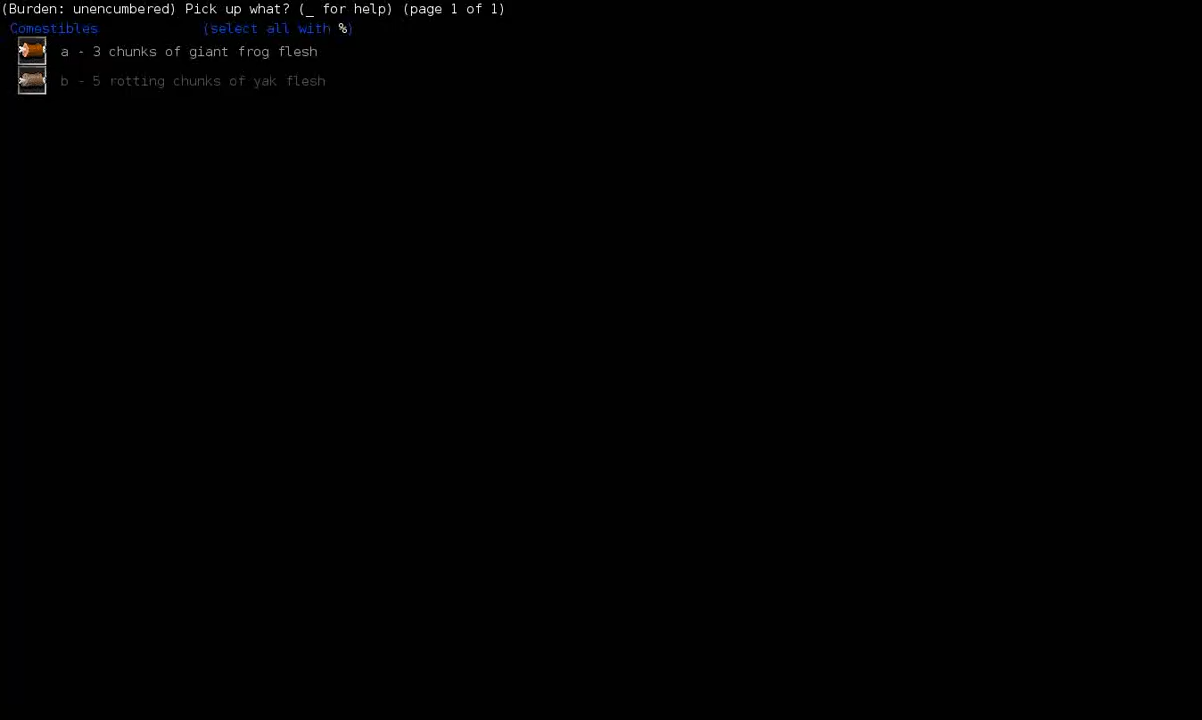 (Burden: unencumbered) Pick up what? (_ for help) (page 1 of 1)
Comestibles (select all with %)
a - 3 chunks of giant frog flesh
b - 5 rotting chunks of yak flesh